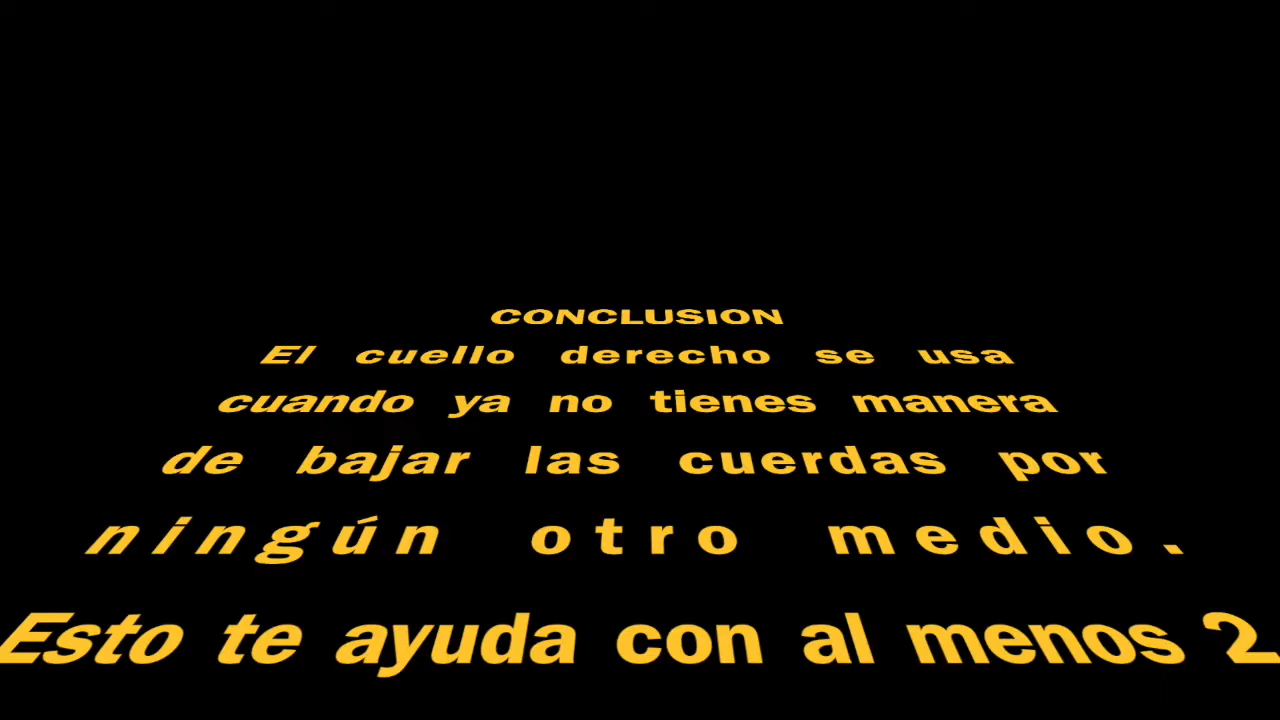 CONCLUSION
El cuello derecho se usa
cuando ya no tienes manera
de bajar las cuerdas por
ningún otro medio.
Esto te ayuda con al menos 2